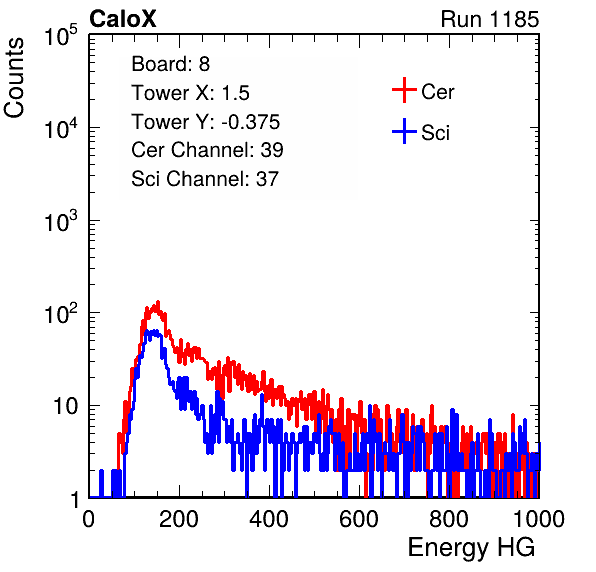 CaloX Run 1185
Counts
Board: 8
Tower X: 1.5
Tower Y: -0.375
Cer Channel: 39
Sci Channel: 37
Cer
Sci
10^5
10^4
10^3
10^2
10
1
0 200 400 600 800 1000
Energy HG